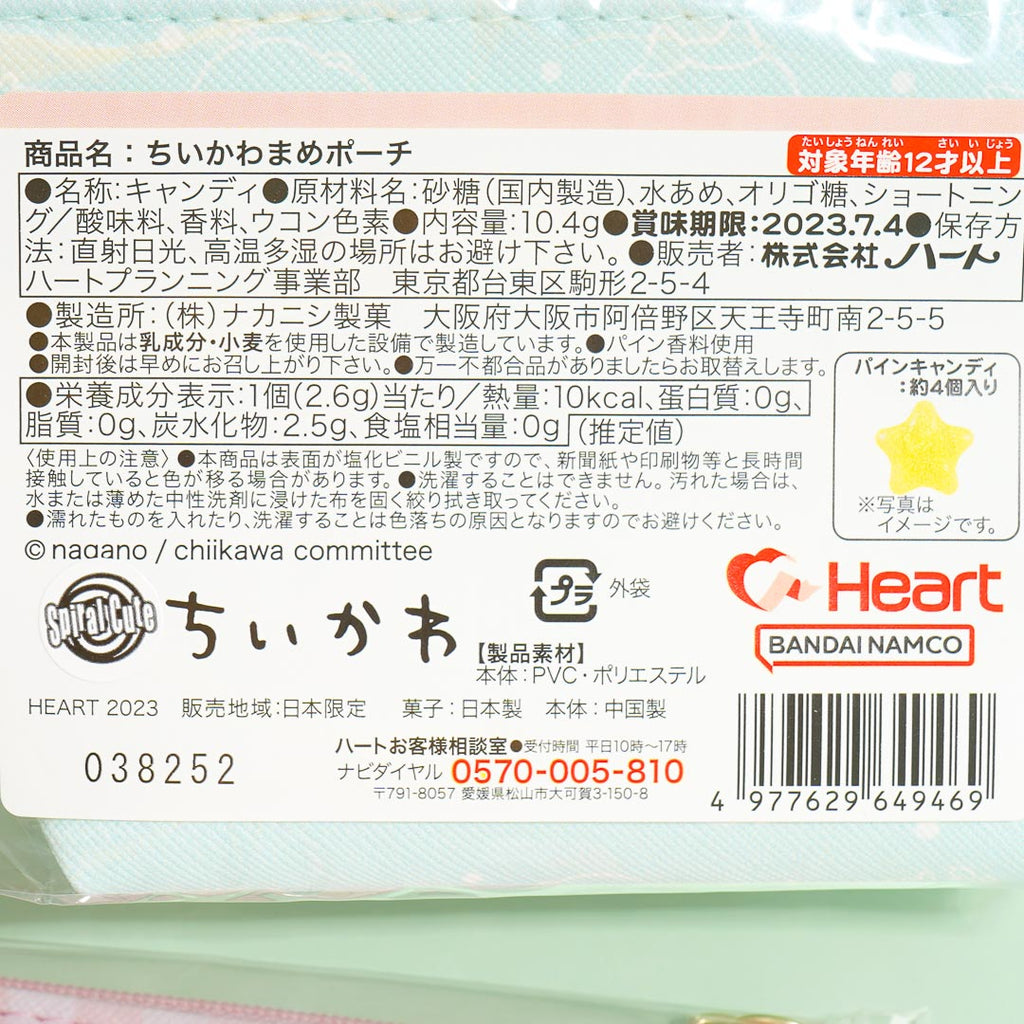 商品名：ちいかわまめポーチ
たいしょうねんれい さいいじょう
対象年齢12才以上
●名称:キャンディ●原材料名:砂糖(国内製造)、水あめ、オリゴ糖、ショートニン
グ／酸味料、香料、ウコン色素●内容量:10.4g●賞味期限:2023.7.4●保存方
法:直射日光、高温多湿の場所はお避け下さい。●販売者:株式会社ハート
ハートプランニング事業部　東京都台東区駒形2-5-4
●製造所:(株)ナカニシ製菓　大阪府大阪市阿倍野区天王寺町南2-5-5
●本製品は乳成分・小麦を使用した設備で製造しています。●パイン香料使用
●開封後は早めにお召し上がり下さい。●万一不都合品がありましたらお取替えします。
●栄養成分表示:1個(2.6g)当たり／熱量:10kcal、蛋白質:0g、
脂質:0g、炭水化物:2.5g、食塩相当量:0g (推定値)
パインキャンディ
:約4個入り
※写真は
イメージです。
〈使用上の注意〉●本商品は表面が塩化ビニル製ですので、新聞紙や印刷物等と長時間
接触していると色が移る場合があります。●洗濯することはできません。汚れた場合は、
水または薄めた中性洗剤に浸けた布を固く絞り拭き取ってください。
●濡れたものを入れたり、洗濯することは色落ちの原因となりますのでお避けください。
©nagano / chiikawa committee
Spiral Cute
ちいかわ
プラ 外袋
Heart
BANDAI NAMCO
【製品素材】
本体:PVC・ポリエステル
HEART 2023　販売地域:日本限定　菓子:日本製　本体:中国製
038252
ハートお客様相談室●受付時間 平日10時〜17時
ナビダイヤル 0570-005-810
〒791-8057 愛媛県松山市大可賀3-150-8
4 977629 649469